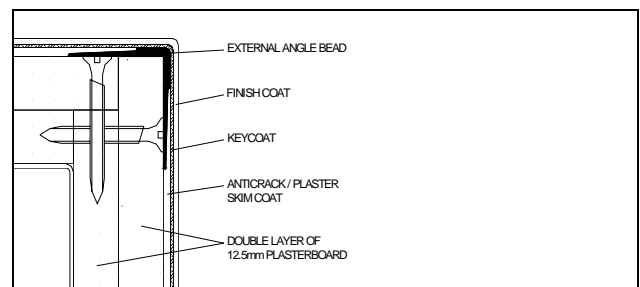 EXTERNAL ANGLE BEAD
FINISH COAT
KEYCOAT
ANTICRACK / PLASTER
SKIM COAT
DOUBLE LAYER OF
12.5mm PLASTERBOARD